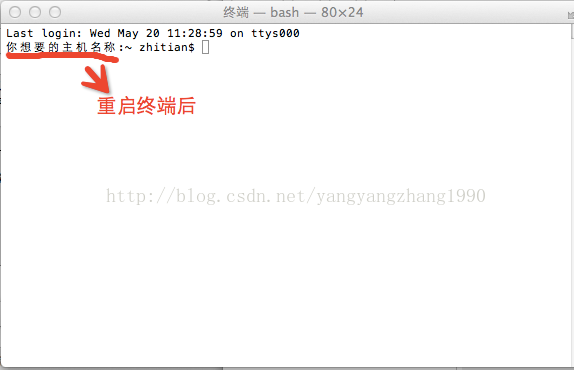 终端 — bash — 80×24
Last login: Wed May 20 11:28:59 on ttys000
你想要的主机名称:~ zhitian$
重启终端后
http://blog.csdn.net/yangyangzhang1990